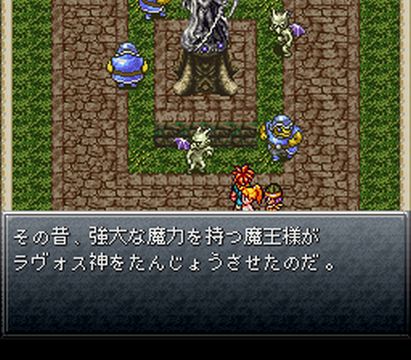 その昔、強大な魔力を持つ魔王様が
ラヴォス神をたんじょうさせたのだ。